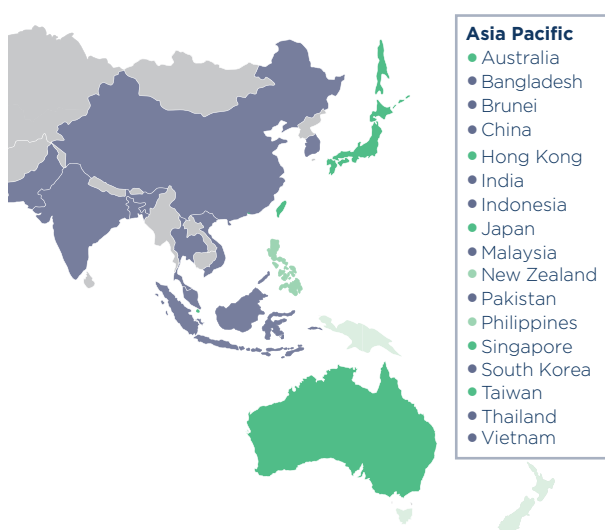 Asia Pacific
Australia
Bangladesh
Brunei
China
Hong Kong
India
Indonesia
Japan
Malaysia
New Zealand
Pakistan
Philippines
Singapore
South Korea
Taiwan
Thailand
Vietnam